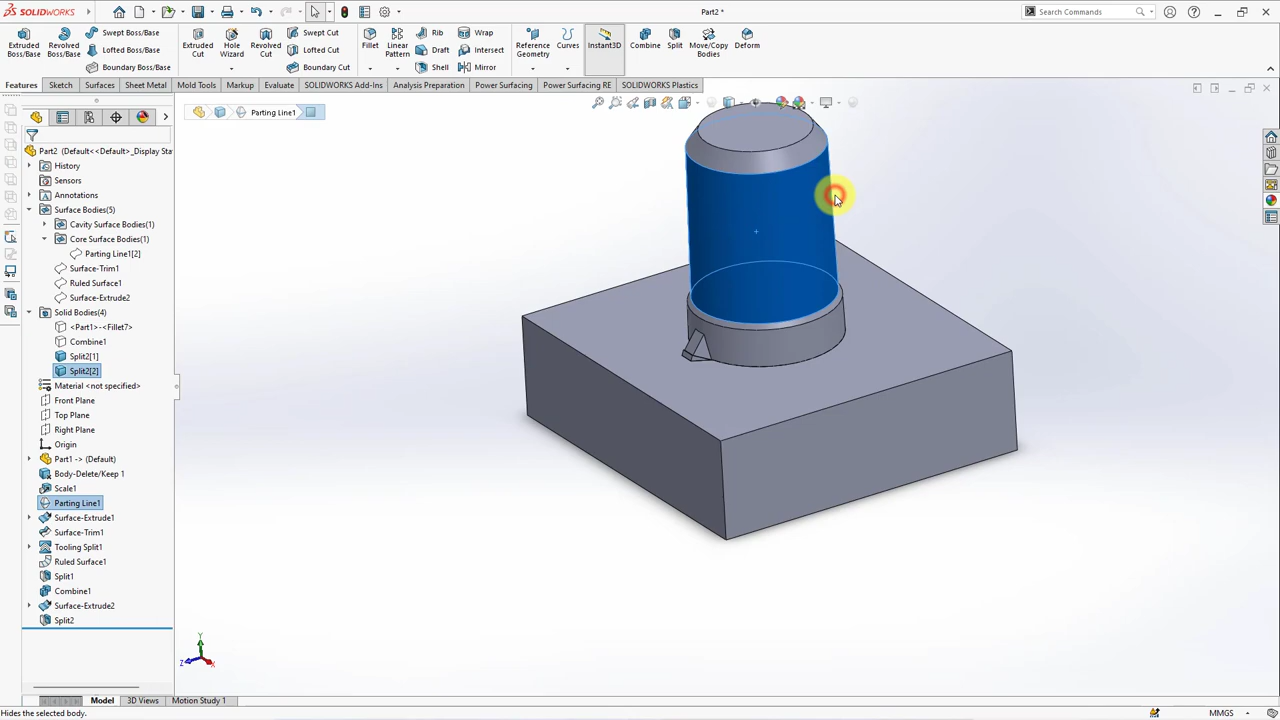 SOLIDWORKS
Part2 *
Search Commands
Extruded Boss/Base
Revolved Boss/Base
Swept Boss/Base
Lofted Boss/Base
Boundary Boss/Base
Extruded Cut
Hole Wizard
Revolved Cut
Swept Cut
Lofted Cut
Boundary Cut
Fillet
Linear Pattern
Rib
Draft
Shell
Wrap
Intersect
Mirror
Reference Geometry
Curves
Instant3D
Combine
Split
Move/Copy Bodies
Deform
Features
Sketch
Surfaces
Sheet Metal
Mold Tools
Markup
Evaluate
SOLIDWORKS Add-Ins
Analysis Preparation
Power Surfacing
Power Surfacing RE
SOLIDWORKS Plastics
Parting Line1
Part2 (Default<<Default>_Display Sta
History
Sensors
Annotations
Surface Bodies(5)
Cavity Surface Bodies(1)
Core Surface Bodies(1)
Parting Line1[2]
Surface-Trim1
Ruled Surface1
Surface-Extrude2
Solid Bodies(4)
<Part1>-<Fillet7>
Combine1
Split2[1]
Split2[2]
Material <not specified>
Front Plane
Top Plane
Right Plane
Origin
Part1 -> (Default)
Body-Delete/Keep 1
Scale1
Parting Line1
Surface-Extrude1
Surface-Trim1
Tooling Split1
Ruled Surface1
Split1
Combine1
Surface-Extrude2
Split2
Y
Z
X
Model
3D Views
Motion Study 1
Hides the selected body.
MMGS